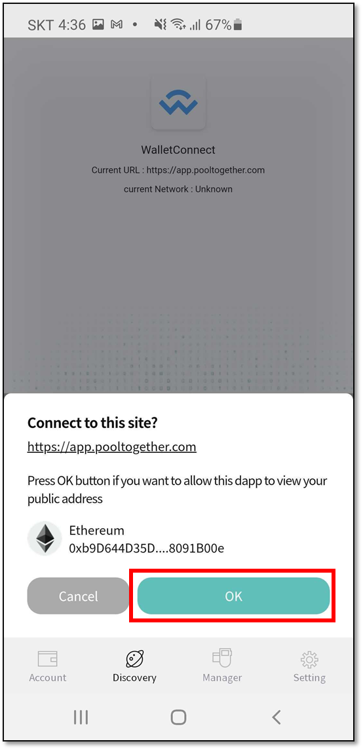 SKT 4:36 67%
WalletConnect
Current URL : https://app.pooltogether.com
current Network : Unknown
Connect to this site?
https://app.pooltogether.com
Press OK button if you want to allow this dapp to view your
public address
Ethereum
0xb9D644D35D....8091B00e
Cancel OK
Account Discovery Manager Setting